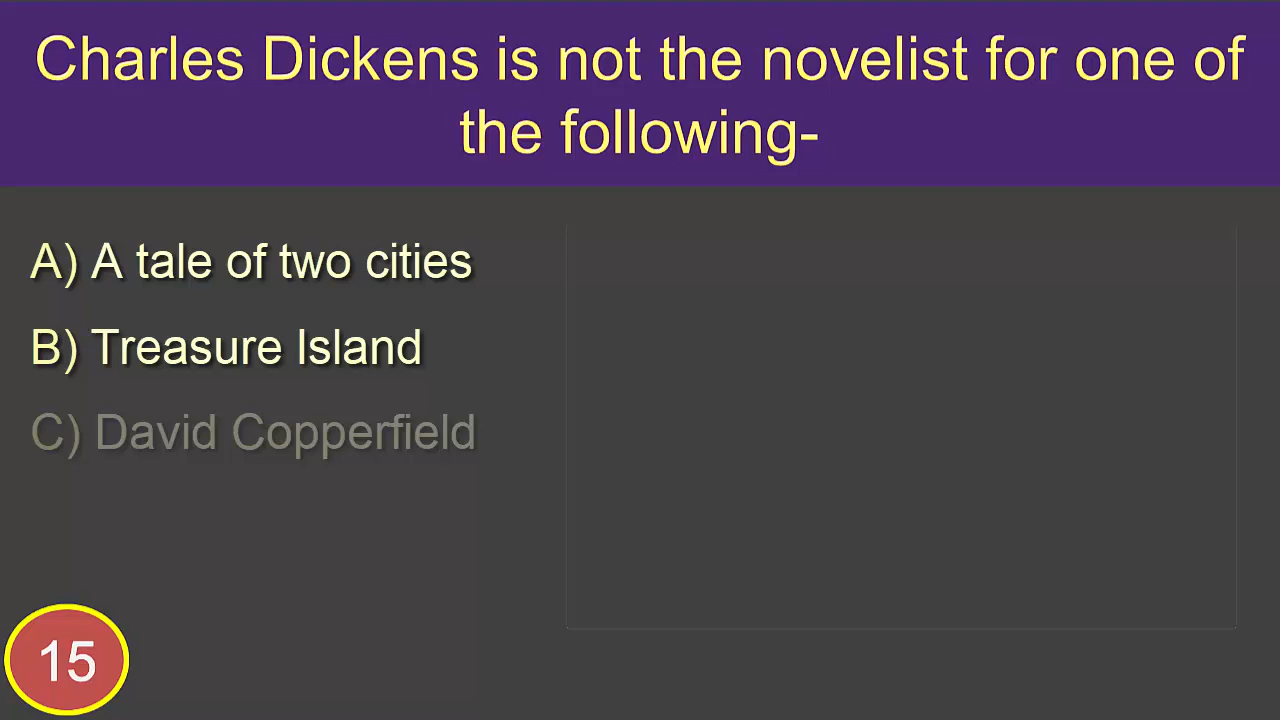 Charles Dickens is not the novelist for one of
the following-
A) A tale of two cities
B) Treasure Island
C) David Copperfield
15